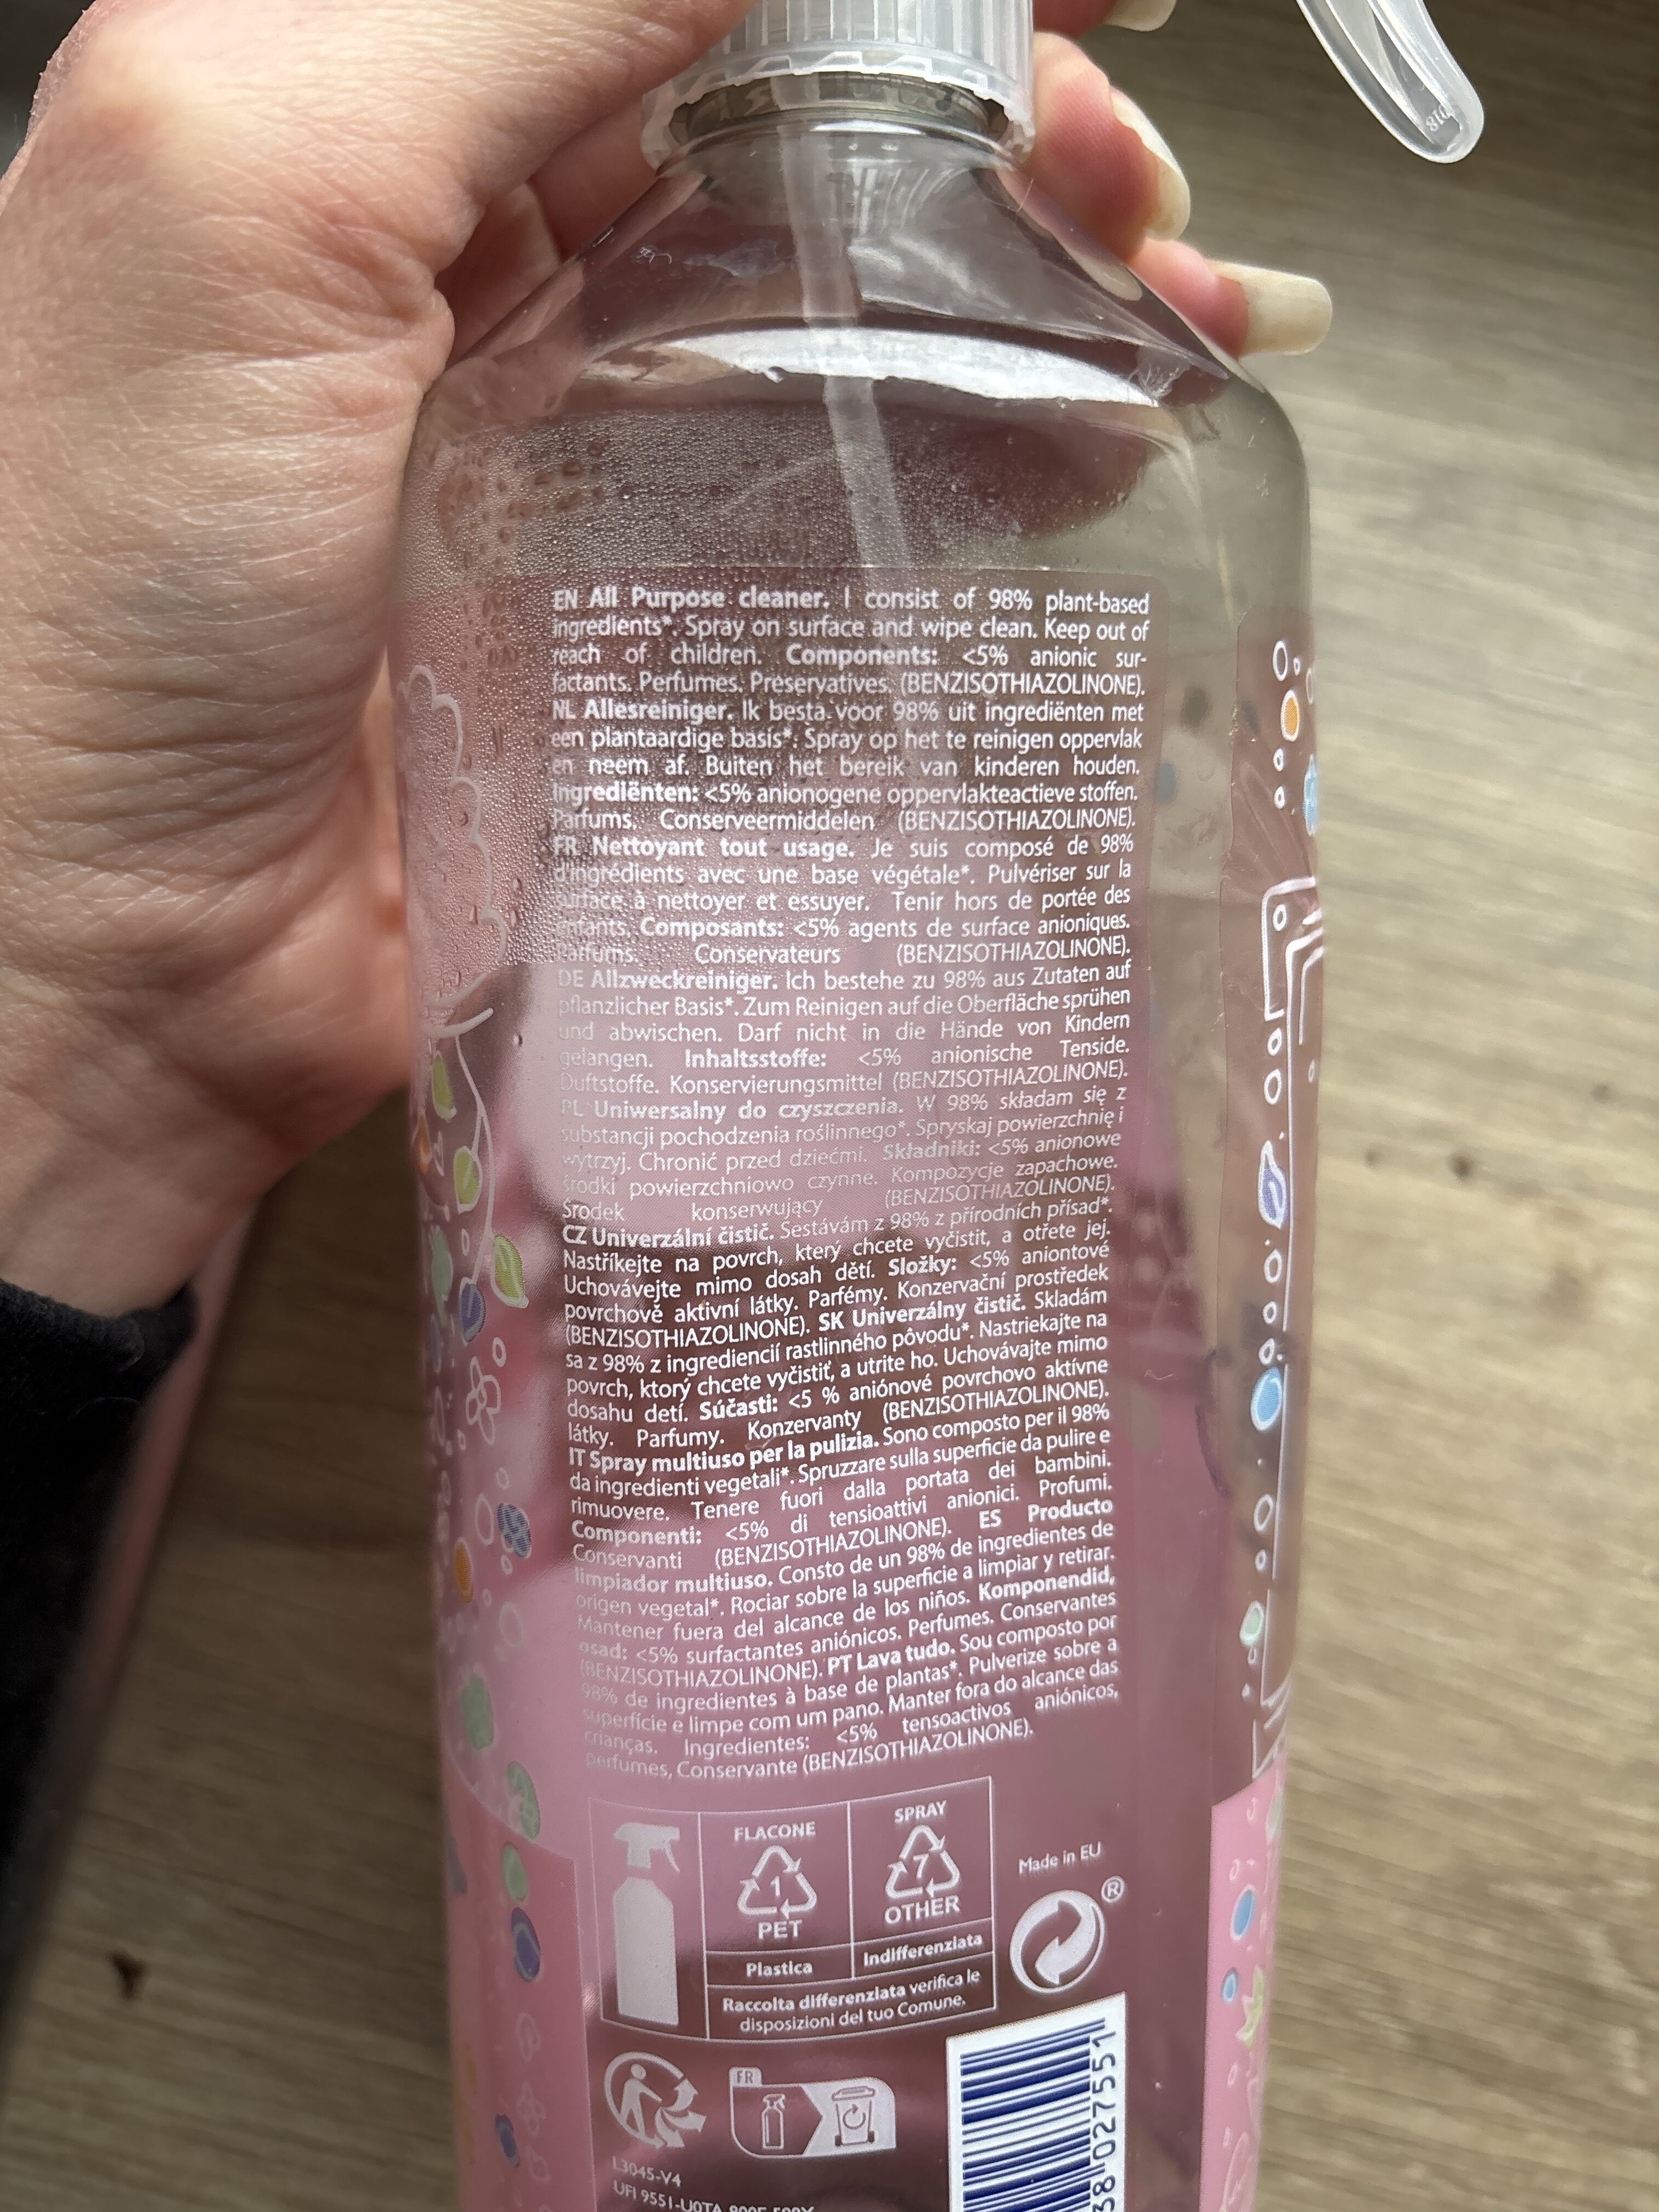 EN All Purpose cleaner. I consist of 98% plant-based
ingredients*. Spray on surface and wipe clean. Keep out of
reach of children. Components: <5% anionic sur-
factants. Perfumes. Preservatives. (BENZISOTHIAZOLINONE).
NL Allesreiniger. Ik besta voor 98% uit ingrediënten met
een plantaardige basis*. Spray op het te reinigen oppervlak
en neem af. Buiten het bereik van kinderen houden.
Ingrediënten: <5% anionogene oppervlakteactieve stoffen.
Parfums. Conserveermiddelen (BENZISOTHIAZOLINONE).
FR Nettoyant tout usage. Je suis composé de 98%
d'ingrédients avec une base végétale*. Pulvériser sur la
surface à nettoyer et essuyer. Tenir hors de portée des
enfants. Composants: <5% agents de surface anioniques.
Parfums. Conservateurs (BENZISOTHIAZOLINONE).
DE Allzweckreiniger. Ich bestehe zu 98% aus Zutaten auf
pflanzlicher Basis*. Zum Reinigen auf die Oberfläche sprühen
und abwischen. Darf nicht in die Hände von Kindern
gelangen. Inhaltsstoffe: <5% anionische Tenside.
Duftstoffe. Konservierungsmittel (BENZISOTHIAZOLINONE).
PL Uniwersalny do czyszczenia. W 98% składam się z
substancji pochodzenia roślinnego*. Spryskaj powierzchnię i
wytrzyj. Chronić przed dziećmi. Składniki: <5% anionowe
środki powierzchniowo czynne. Kompozycje zapachowe.
Środek konserwujący (BENZISOTHIAZOLINONE).
CZ Univerzální čistič. Sestávám z 98% z přírodních přísad*.
Nastříkejte na povrch, který chcete vyčistit, a otřete jej.
Uchovávejte mimo dosah dětí. Složky: <5% aniontové
povrchově aktivní látky. Parfémy. Konzervační prostředek
(BENZISOTHIAZOLINONE). SK Univerzálny čistič. Skladám
sa z 98% z ingrediencií rastlinného pôvodu*. Nastriekajte na
povrch, ktorý chcete vyčistiť, a utrite ho. Uchovávajte mimo
dosahu detí. Súčasti: <5 % aniónové povrchovo aktívne
látky. Parfumy. Konzervanty (BENZISOTHIAZOLINONE).
IT Spray multiuso per la pulizia. Sono composto per il 98%
da ingredienti vegetali*. Spruzzare sulla superficie da pulire e
rimuovere. Tenere fuori dalla portata dei bambini.
Componenti: <5% di tensioattivi anionici. Profumi.
Conservanti (BENZISOTHIAZOLINONE). ES Producto
limpiador multiuso. Consto de un 98% de ingredientes de
origen vegetal*. Rociar sobre la superficie a limpiar y retirar.
Mantener fuera del alcance de los niños. Komponendid,
osad: <5% surfactantes aniónicos. Perfumes. Conservantes
(BENZISOTHIAZOLINONE). PT Lava tudo. Sou composto por
98% de ingredientes à base de plantas*. Pulverize sobre a
superfície e limpe com um pano. Manter fora do alcance das
crianças. Ingredientes: <5% tensoactivos aniónicos,
perfumes, Conservante (BENZISOTHIAZOLINONE).
FLACONE
1
PET
Plastica
SPRAY
7
OTHER
Indifferenziata
Raccolta differenziata verifica le
disposizioni del tuo Comune.
Made in EU
®
FR
L3045-V4
UFI 9551-U0TA
38 027551